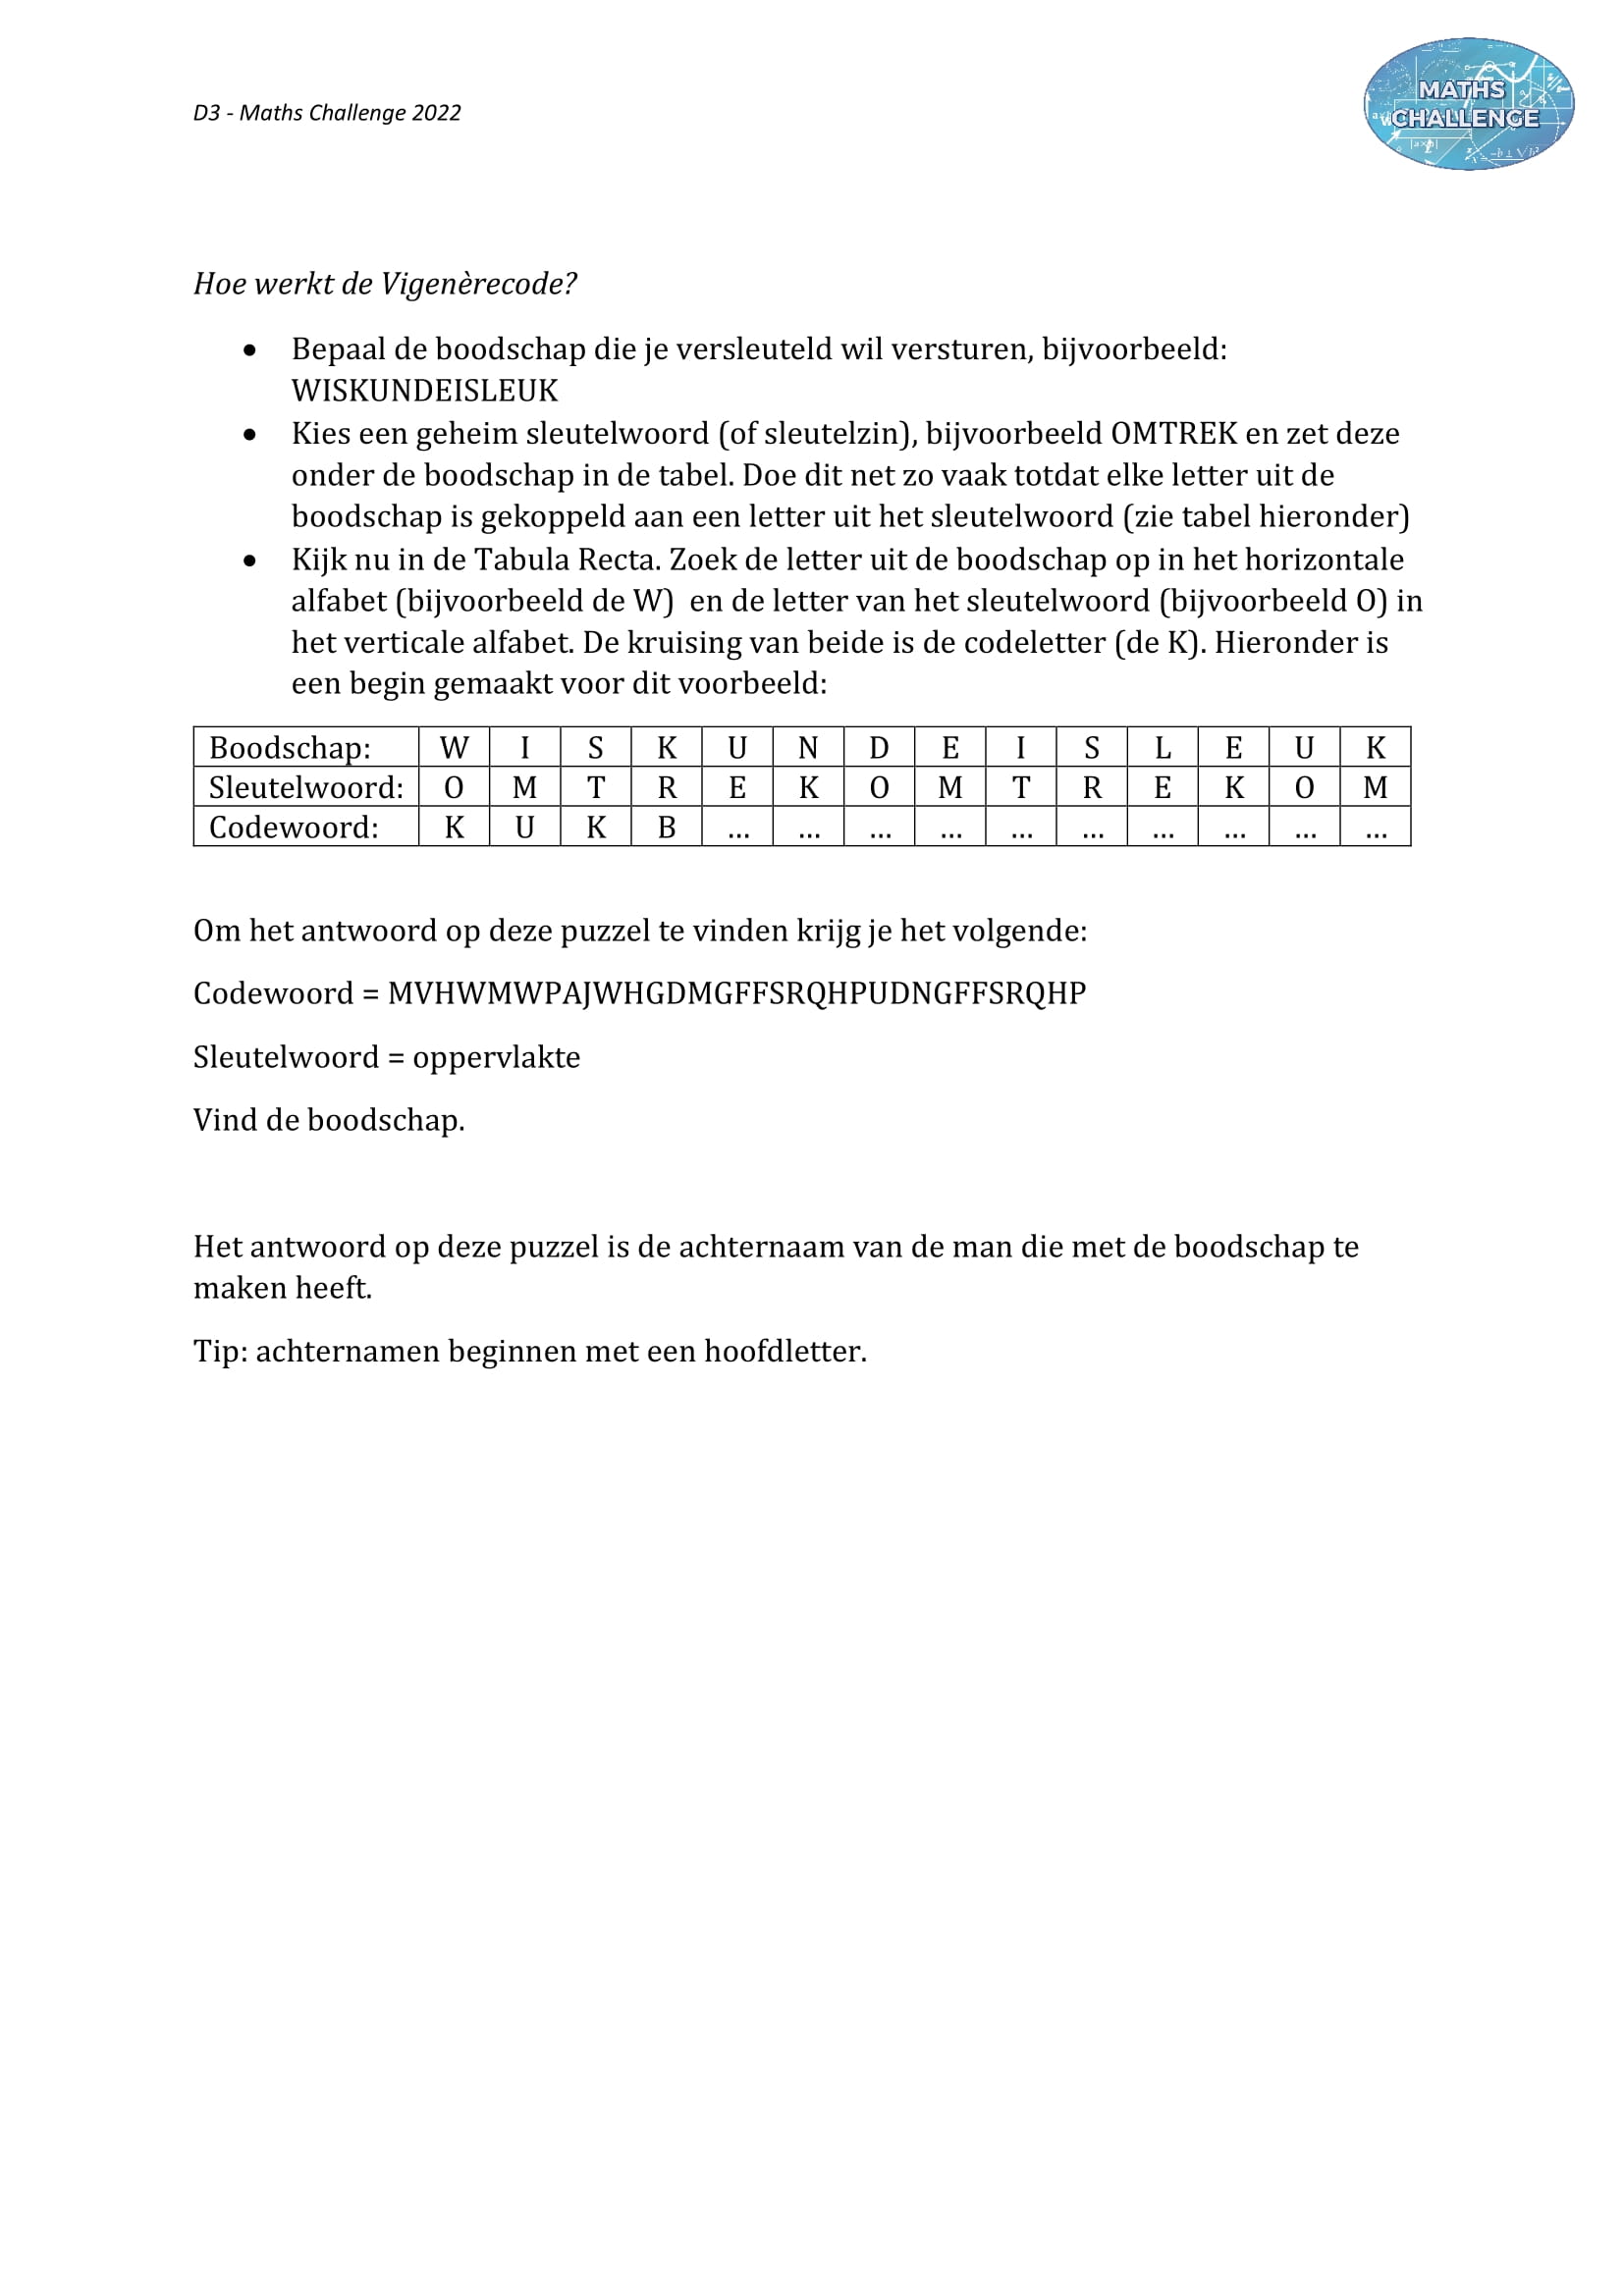 D3 - Maths Challenge 2022
MATHS
CHALLENGE
Hoe werkt de Vigenèrecode?
• Bepaal de boodschap die je versleuteld wil versturen, bijvoorbeeld:
WISKUNDEISLEUK
• Kies een geheim sleutelwoord (of sleutelzin), bijvoorbeeld OMTREK en zet deze
onder de boodschap in de tabel. Doe dit net zo vaak totdat elke letter uit de
boodschap is gekoppeld aan een letter uit het sleutelwoord (zie tabel hieronder)
• Kijk nu in de Tabula Recta. Zoek de letter uit de boodschap op in het horizontale
alfabet (bijvoorbeeld de W)  en de letter van het sleutelwoord (bijvoorbeeld O) in
het verticale alfabet. De kruising van beide is de codeletter (de K). Hieronder is
een begin gemaakt voor dit voorbeeld:
Boodschap: W I S K U N D E I S L E U K
Sleutelwoord: O M T R E K O M T R E K O M
Codewoord: K U K B ... ... ... ... ... ... ... ... ... ...
Om het antwoord op deze puzzel te vinden krijg je het volgende:
Codewoord = MVHWMWPAJWHGDMGFFSRQHPUDNGFFSRQHP
Sleutelwoord = oppervlakte
Vind de boodschap.
Het antwoord op deze puzzel is de achternaam van de man die met de boodschap te
maken heeft.
Tip: achternamen beginnen met een hoofdletter.